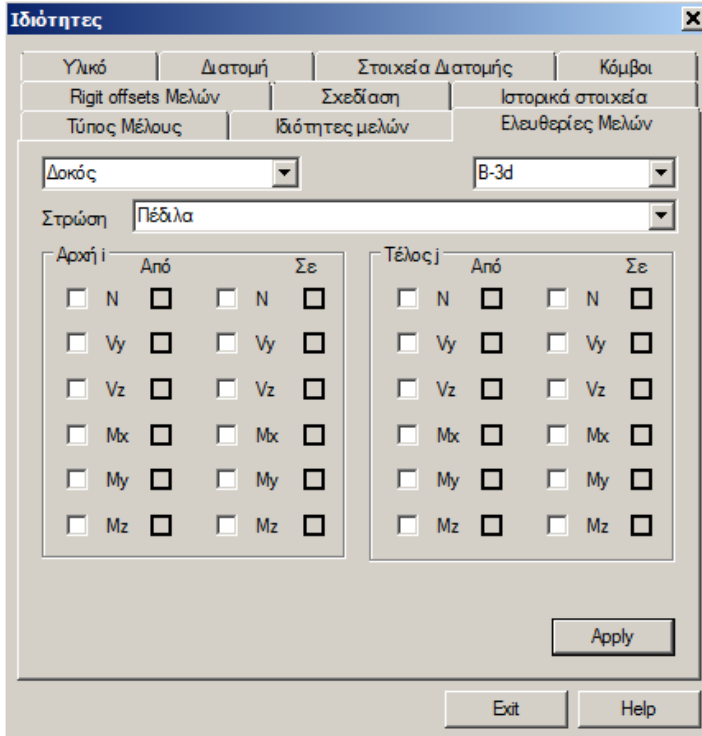 Ιδιότητες
Υλικό Διατομή Στοιχεία Διατομής Κόμβοι
Rigit offsets Μελών Σχεδίαση Ιστορικά στοιχεία
Τύπος Μέλους Ιδιότητες μελών Ελευθερίες Μελών
Δοκός B-3d
Στρώση Πέδιλα
Αρχή i Από Σε Τέλος j Από Σε
N N N N
Vy Vy Vy Vy
Vz Vz Vz Vz
Mx Mx Mx Mx
My My My My
Mz Mz Mz Mz
Apply
Exit Help